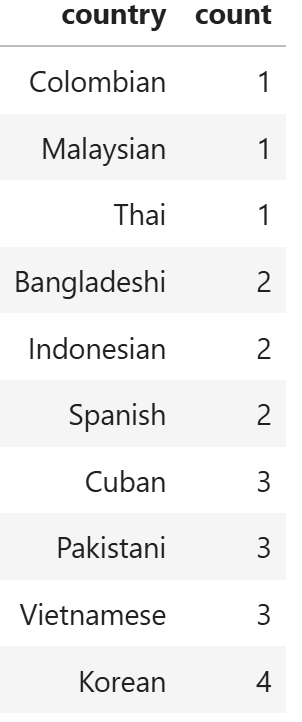 country count
Colombian 1
Malaysian 1
Thai 1
Bangladeshi 2
Indonesian 2
Spanish 2
Cuban 3
Pakistani 3
Vietnamese 3
Korean 4